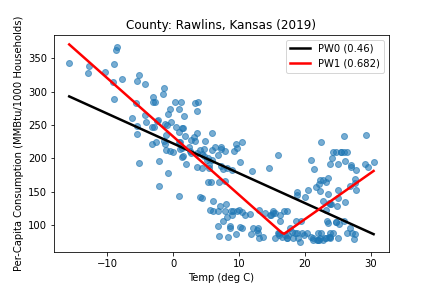 County: Rawlins, Kansas (2019)
PW0 (0.46)
PW1 (0.682)
Per-Capita Consumption (MMBtu/1000 Households)
350
300
250
200
150
100
−10
0
10
20
30
Temp (deg C)